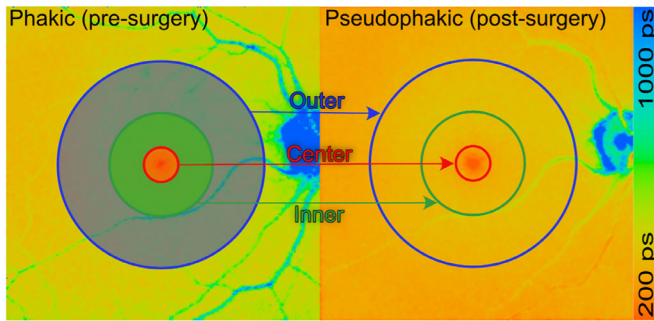 Phakic (pre-surgery)
Pseudophakic (post-surgery)
Outer
Center
Inner
1000 ps
200 ps